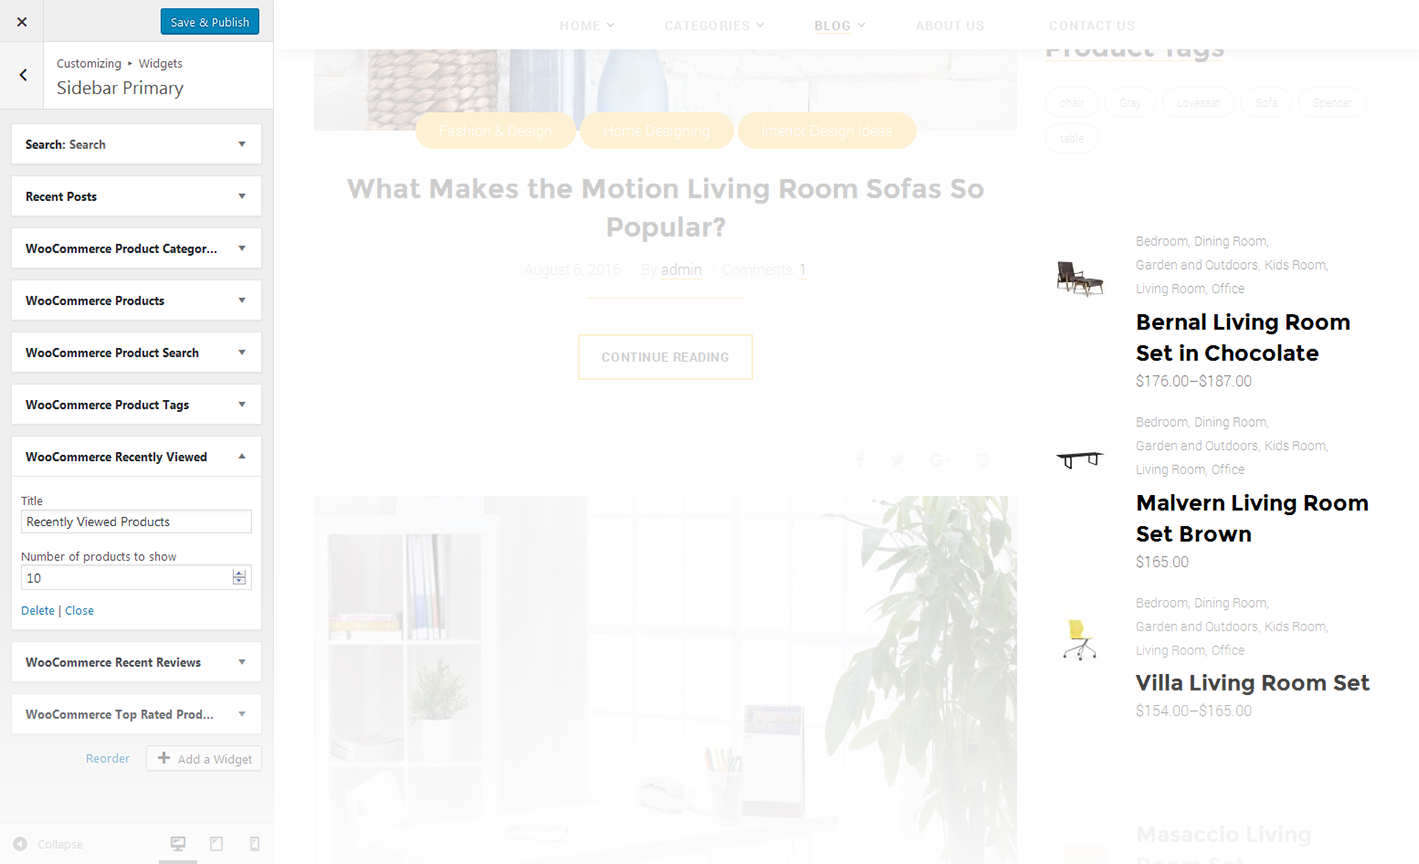 Save & Publish
Customizing ▸ Widgets
Sidebar Primary
Search: Search
Recent Posts
WooCommerce Product Categor...
WooCommerce Products
WooCommerce Product Search
WooCommerce Product Tags
WooCommerce Recently Viewed
Title
Recently Viewed Products
Number of products to show
10
Delete | Close
WooCommerce Recent Reviews
WooCommerce Top Rated Prod...
Reorder
Add a Widget
Collapse
HOME
CATEGORIES
BLOG
ABOUT US
CONTACT US
Fashion & Design
Home Designing
Interior Design Ideas
What Makes the Motion Living Room Sofas So
Popular?
August 6, 2016 • By admin • Comments: 1
CONTINUE READING
Product Tags
chair
Gray
Loveseat
Sofa
Spencer
table
Bedroom, Dining Room,
Garden and Outdoors, Kids Room,
Living Room, Office
Bernal Living Room
Set in Chocolate
$176.00–$187.00
Bedroom, Dining Room,
Garden and Outdoors, Kids Room,
Living Room, Office
Malvern Living Room
Set Brown
$165.00
Bedroom, Dining Room,
Garden and Outdoors, Kids Room,
Living Room, Office
Villa Living Room Set
$154.00–$165.00
Masaccio Living
Room Set